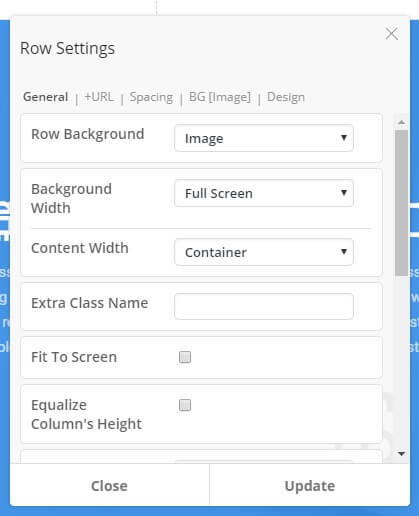 Row Settings
General | +URL | Spacing | BG [Image] | Design
Row Background Image
Background
Width
Full Screen
Content Width Container
Extra Class Name
Fit To Screen
Equalize
Column's Height
Close Update